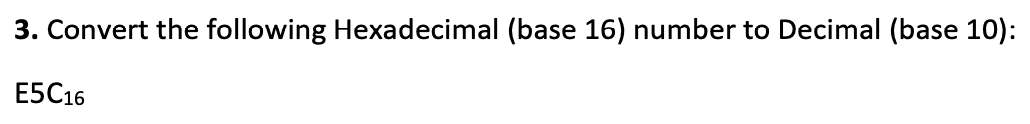 3. Convert the following Hexadecimal (base 16) number to Decimal (base 10):
E5C₁₆